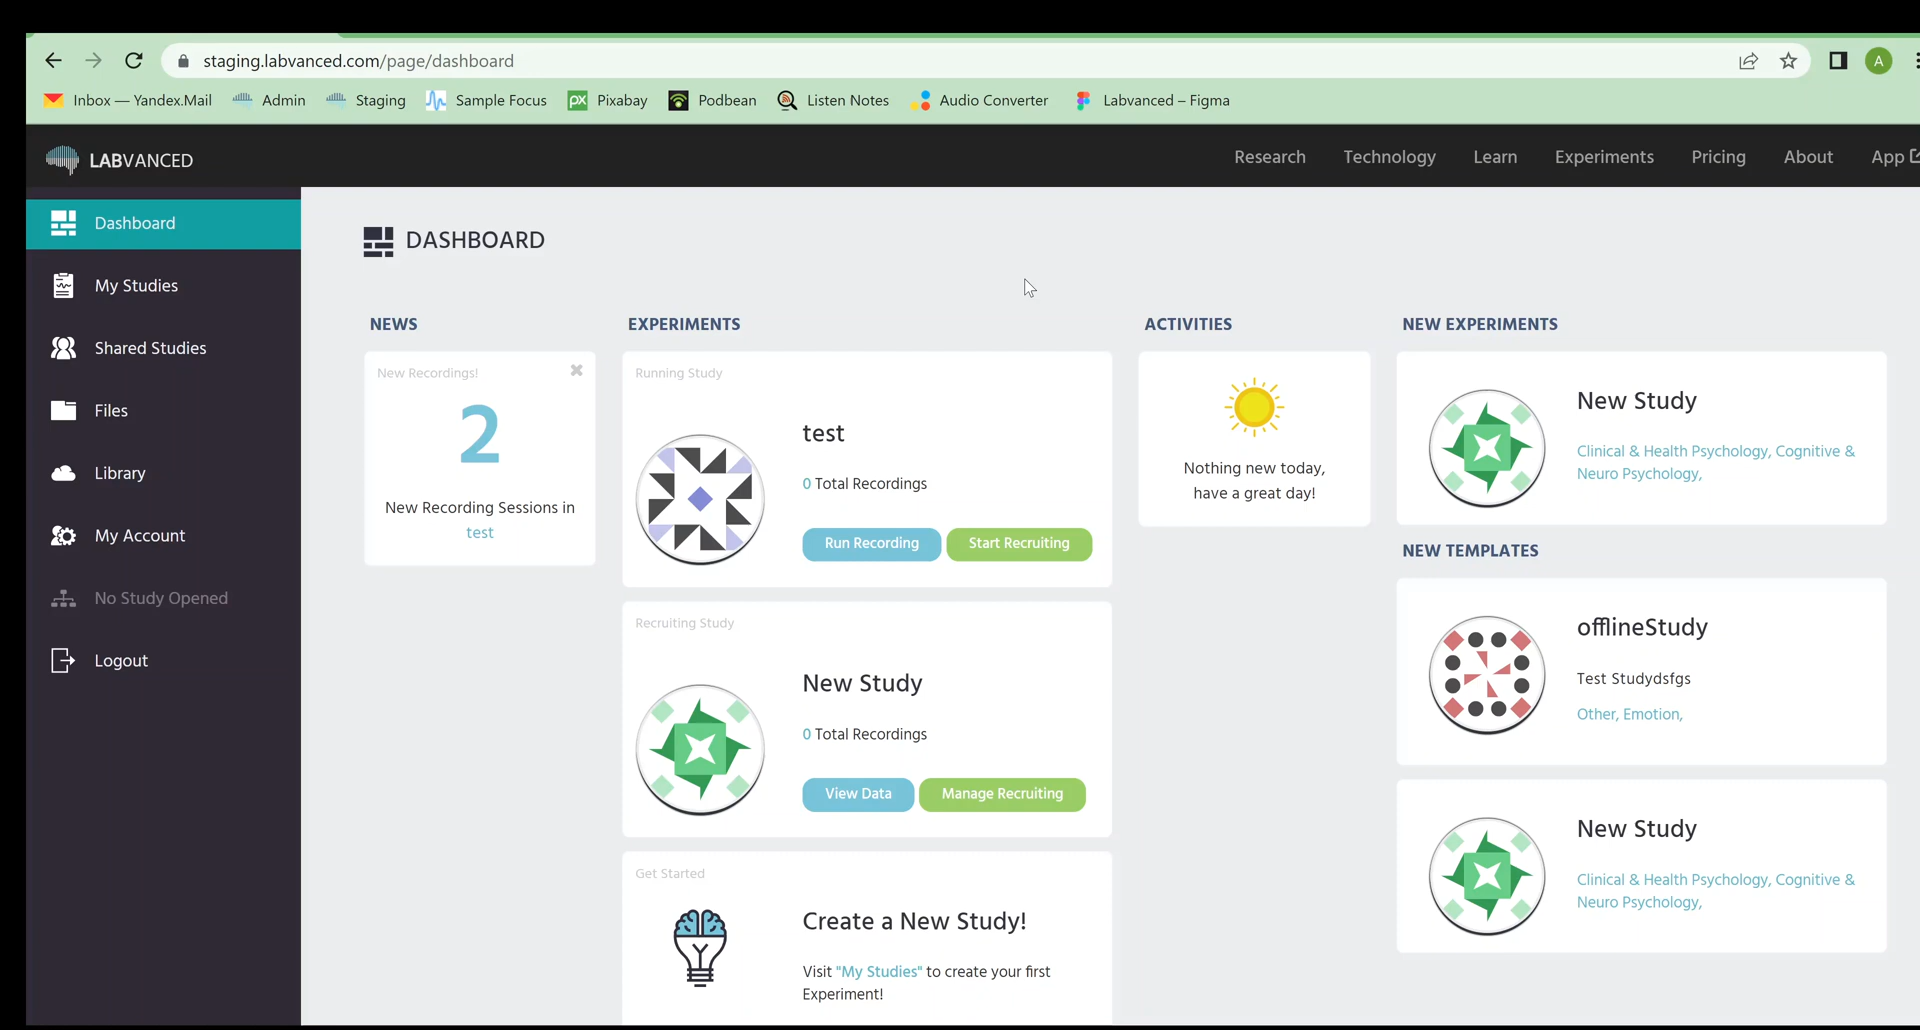 staging.labvanced.com/page/dashboard
A
Inbox — Yandex.Mail
Admin
Staging
Sample Focus
Pixabay
Podbean
Listen Notes
Audio Converter
Labvanced – Figma
LABVANCED
Research
Technology
Learn
Experiments
Pricing
About
App
Dashboard
My Studies
Shared Studies
Files
Library
My Account
No Study Opened
Logout
DASHBOARD
NEWS
New Recordings!
2
New Recording Sessions in
test
EXPERIMENTS
Running Study
test
0 Total Recordings
Run Recording
Start Recruiting
Recruiting Study
New Study
0 Total Recordings
View Data
Manage Recruiting
Get Started
Create a New Study!
Visit "My Studies" to create your first
Experiment!
ACTIVITIES
Nothing new today,
have a great day!
NEW EXPERIMENTS
New Study
Clinical & Health Psychology, Cognitive &
Neuro Psychology,
NEW TEMPLATES
offlineStudy
Test Studydsfgs
Other, Emotion,
New Study
Clinical & Health Psychology, Cognitive &
Neuro Psychology,